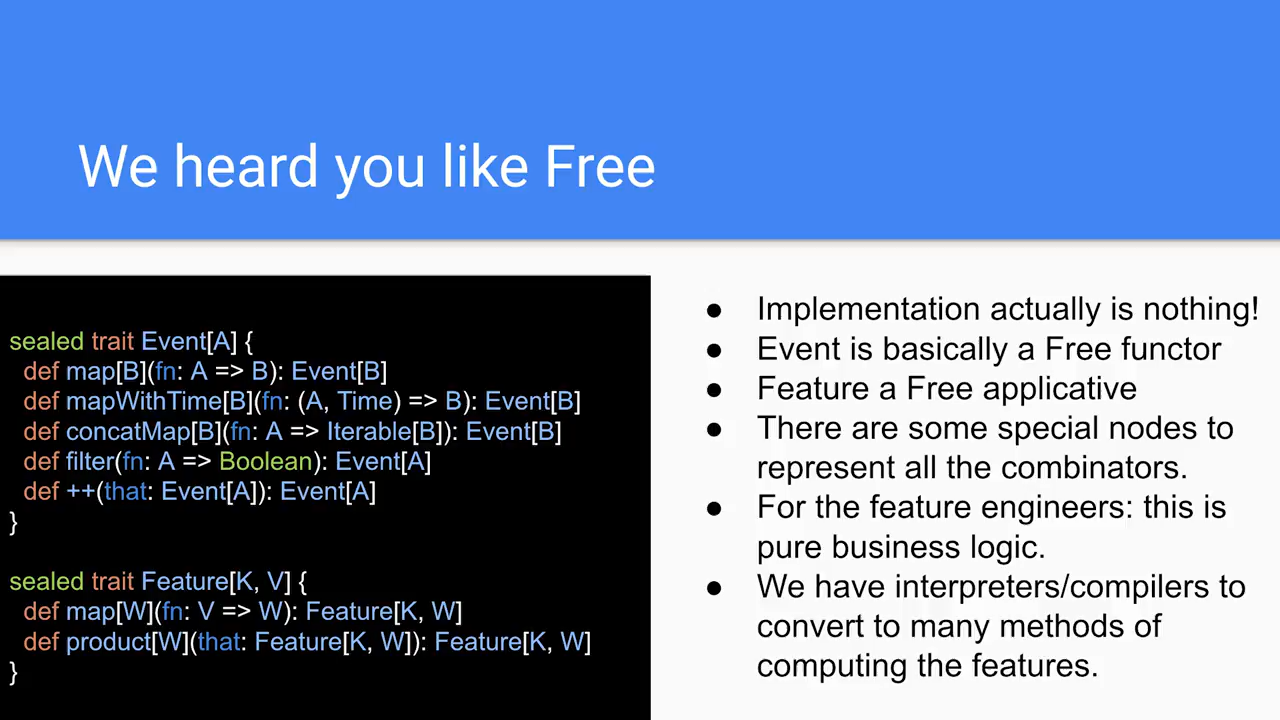 We heard you like Free
sealed trait Event[A] {
def map[B](fn: A => B): Event[B]
def mapWithTime[B](fn: (A, Time) => B): Event[B]
def concatMap[B](fn: A => Iterable[B]): Event[B]
def filter(fn: A => Boolean): Event[A]
def ++(that: Event[A]): Event[A]
}
sealed trait Feature[K, V] {
def map[W](fn: V => W): Feature[K, W]
def product[W](that: Feature[K, W]): Feature[K, W]
}
● Implementation actually is nothing!
● Event is basically a Free functor
● Feature a Free applicative
● There are some special nodes to
represent all the combinators.
● For the feature engineers: this is
pure business logic.
● We have interpreters/compilers to
convert to many methods of
computing the features.